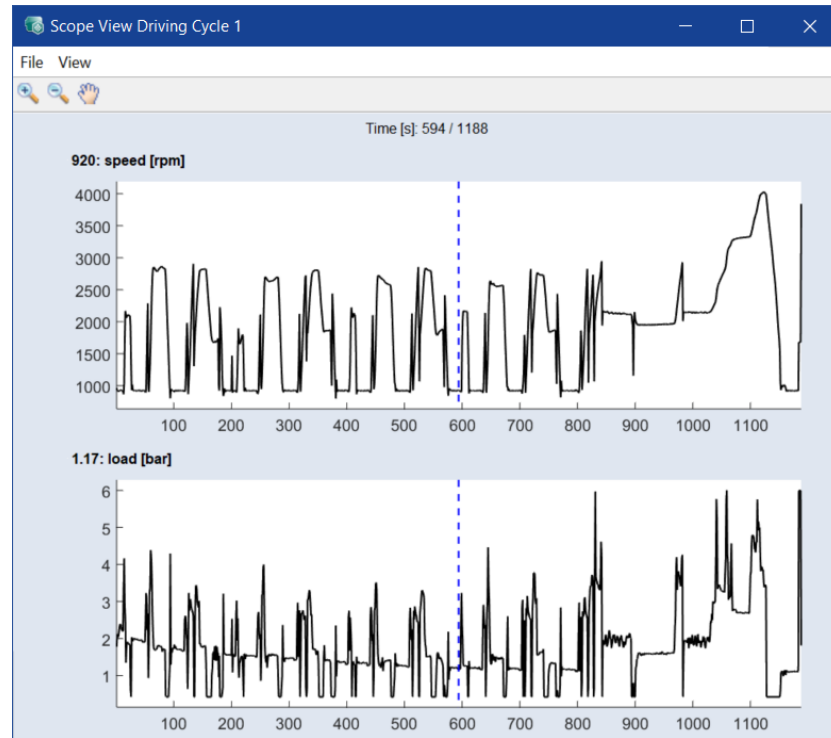 Scope View Driving Cycle 1
File View
Time [s]: 594 / 1188
920: speed [rpm]
4000
3500
3000
2500
2000
1500
1000
100 200 300 400 500 600 700 800 900 1000 1100
1.17: load [bar]
6
5
4
3
2
1
100 200 300 400 500 600 700 800 900 1000 1100